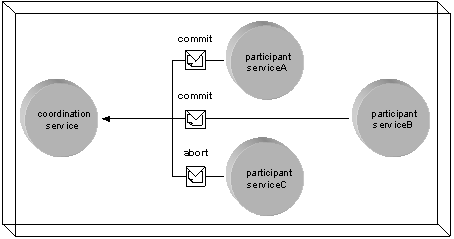 commit
participant
serviceA
commit
coordination
service
participant
serviceB
abort
participant
serviceC